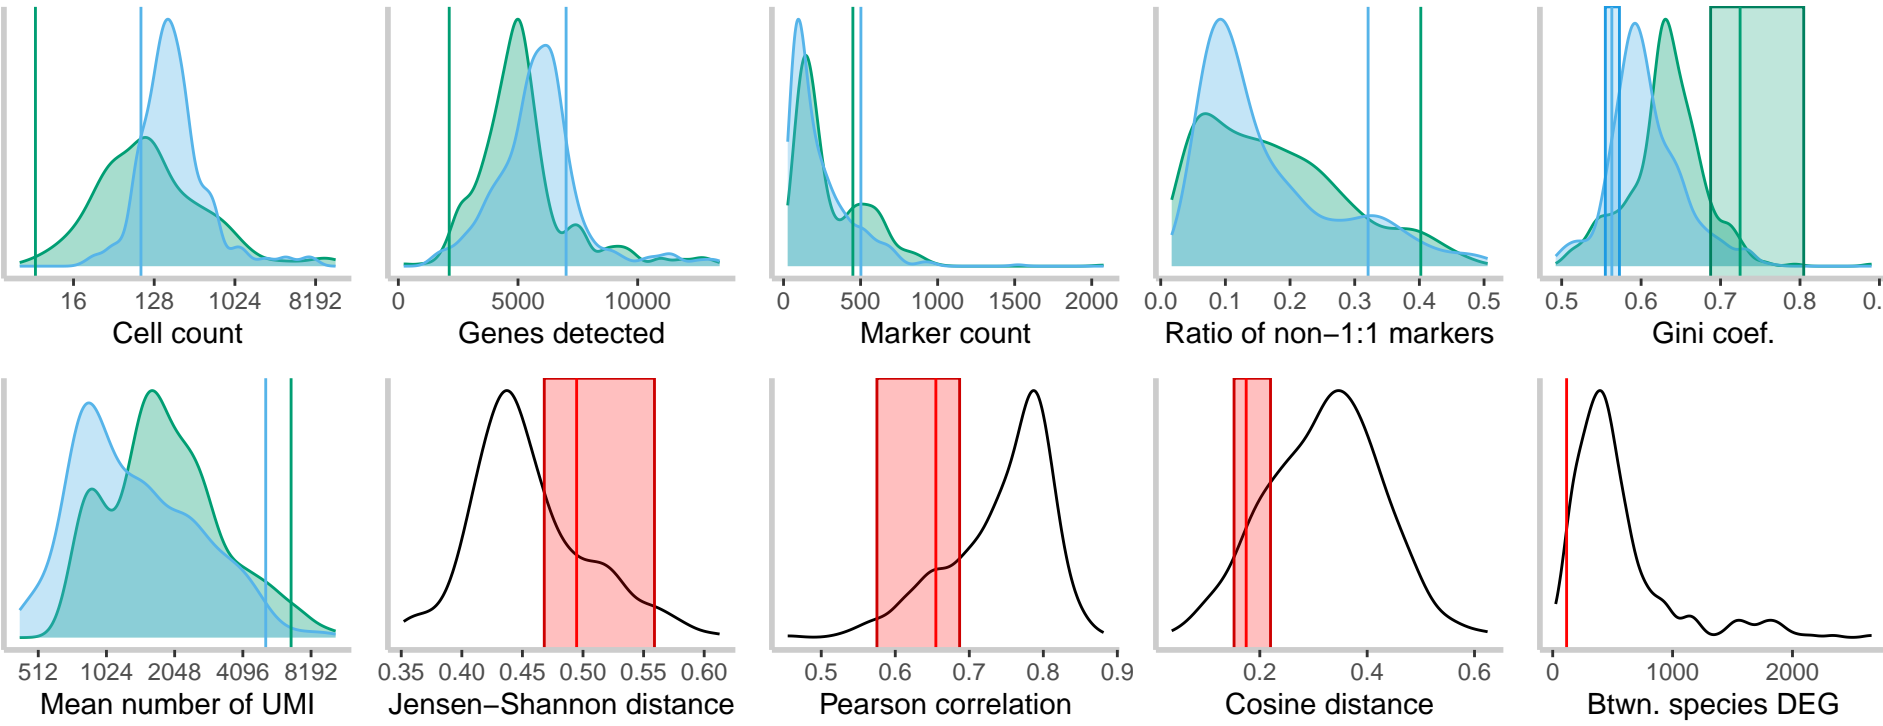 16 128 1024 8192 0 5000 10000 0 500 1000 1500 2000 0.0 0.1 0.2 0.3 0.4 0.5 0.5 0.6 0.7 0.8 0.
Cell count Genes detected Marker count Ratio of non−1:1 markers Gini coef.
512 1024 2048 4096 8192 0.35 0.40 0.45 0.50 0.55 0.60 0.5 0.6 0.7 0.8 0.9 0.2 0.4 0.6 0 1000 2000
Mean number of UMI Jensen−Shannon distance Pearson correlation Cosine distance Btwn. species DEG